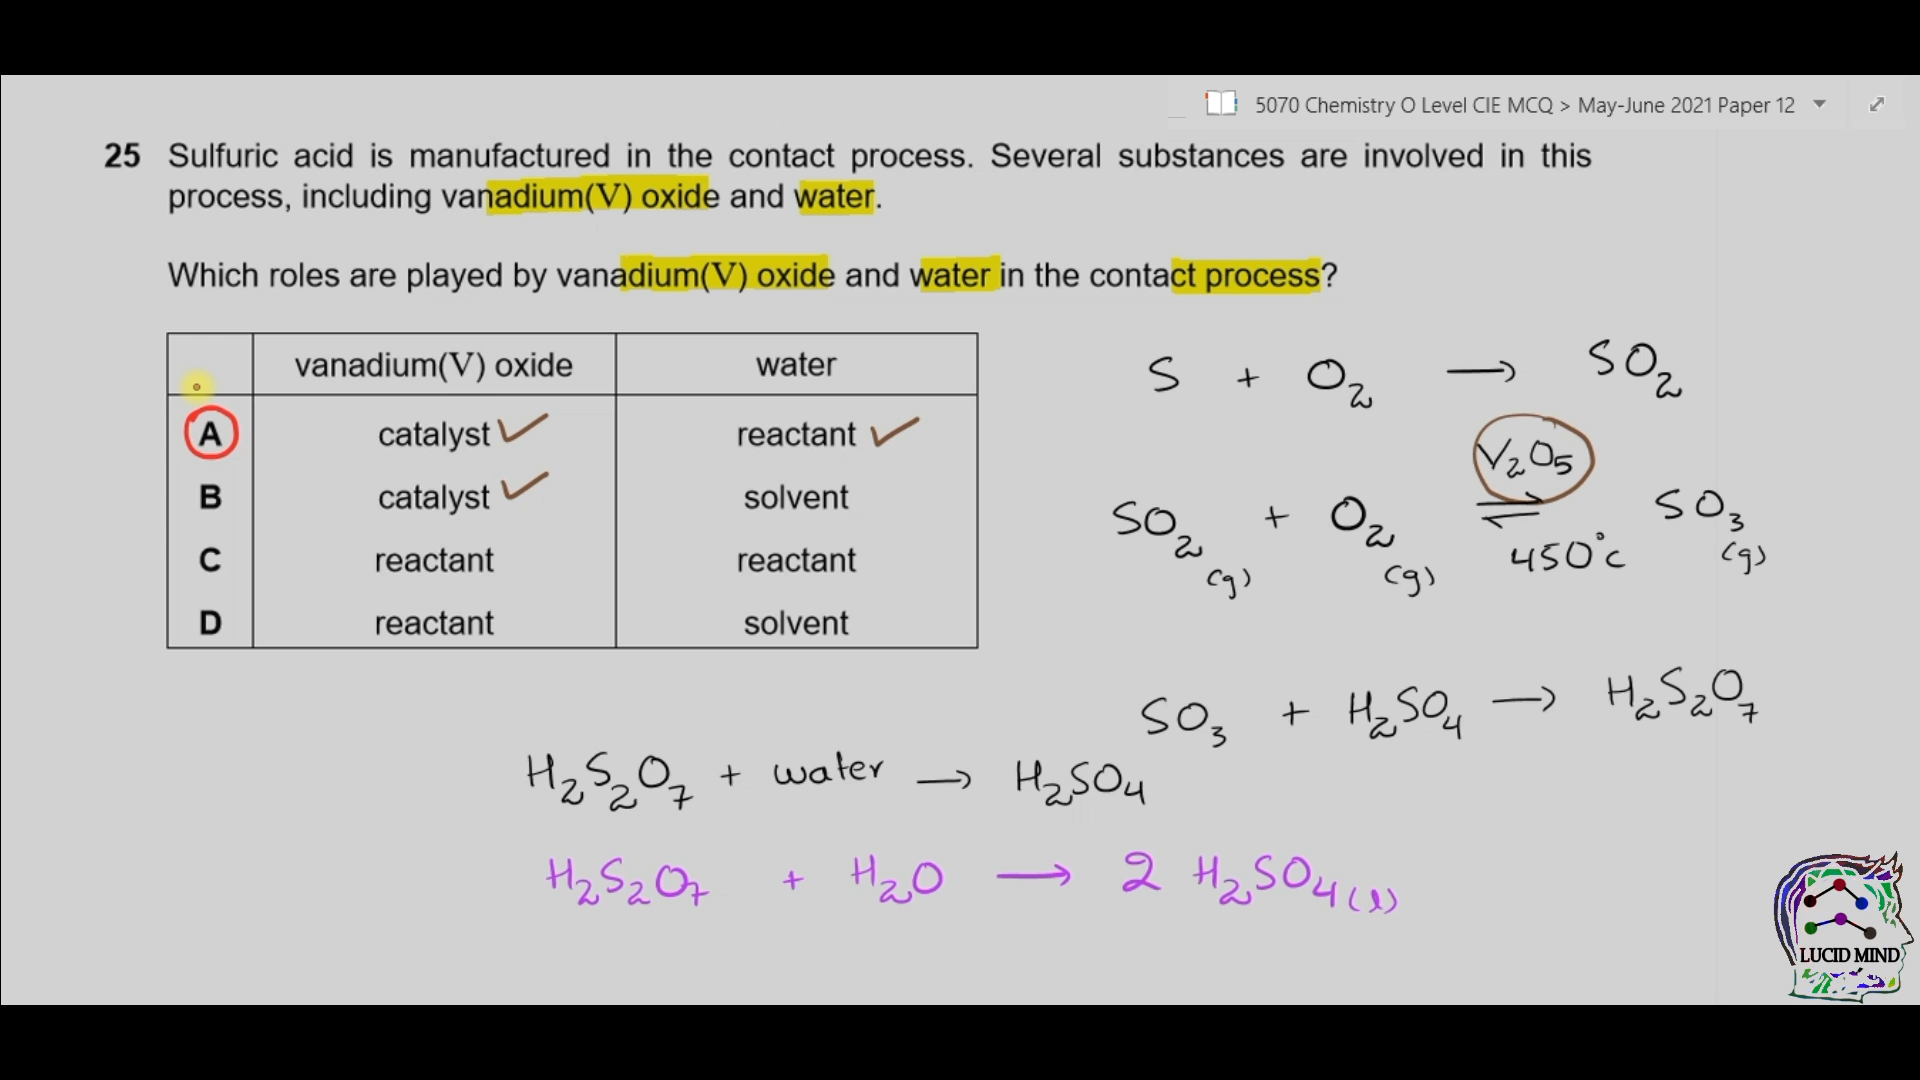 5070 Chemistry O Level CIE MCQ > May-June 2021 Paper 12
25 Sulfuric acid is manufactured in the contact process. Several substances are involved in this
process, including vanadium(V) oxide and water.
Which roles are played by vanadium(V) oxide and water in the contact process?
vanadium(V) oxide water
A catalyst ✓ reactant ✓
B catalyst ✓ solvent
C reactant reactant
D reactant solvent
S + O₂ → SO₂
V₂O₅
SO₂(g) + O₂(g) ⇌ SO₃(g)
450°c
SO₃ + H₂SO₄ → H₂S₂O₇
H₂S₂O₇ + water → H₂SO₄
H₂S₂O₇ + H₂O → 2 H₂SO₄(l)
LUCID MIND